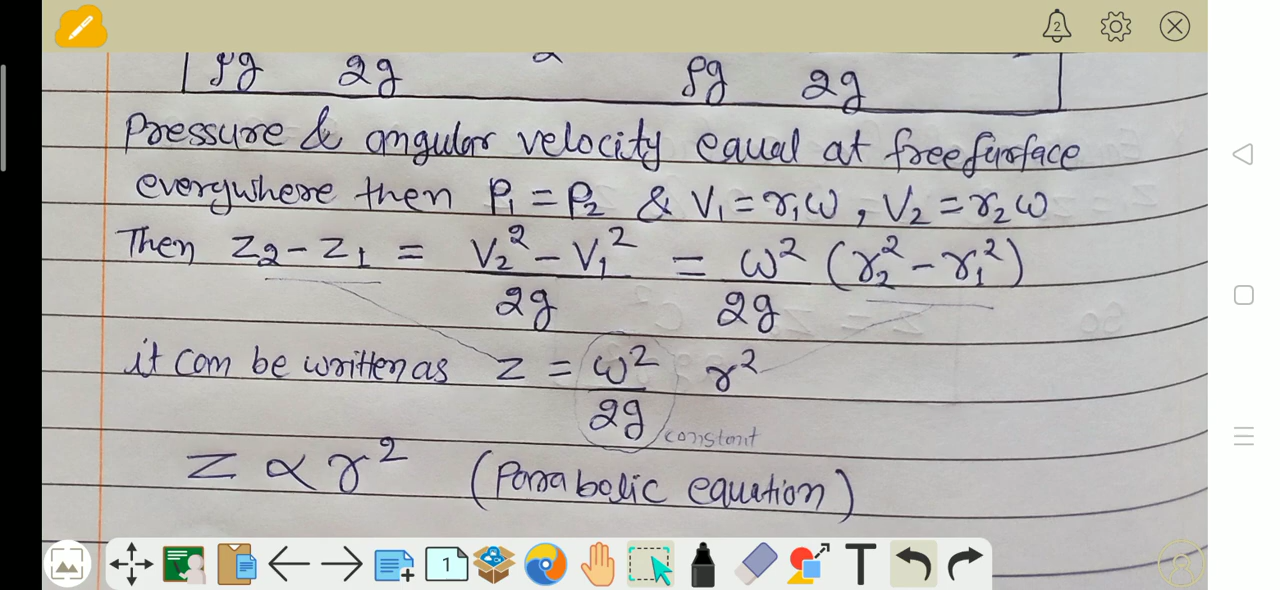 2
ρg 2g ρg 2g
Pressure & angular velocity equal at free surface
everywhere then P₁ = P₂ & V₁ = r₁ω, V₂ = r₂ω
Then Z₂ - Z₁ = V₂² - V₁² / 2g = ω² / 2g (r₂² - r₁²)
it can be written as Z = ω² / 2g r²
constant
Z ∝ r² (Parabolic equation)
1 T